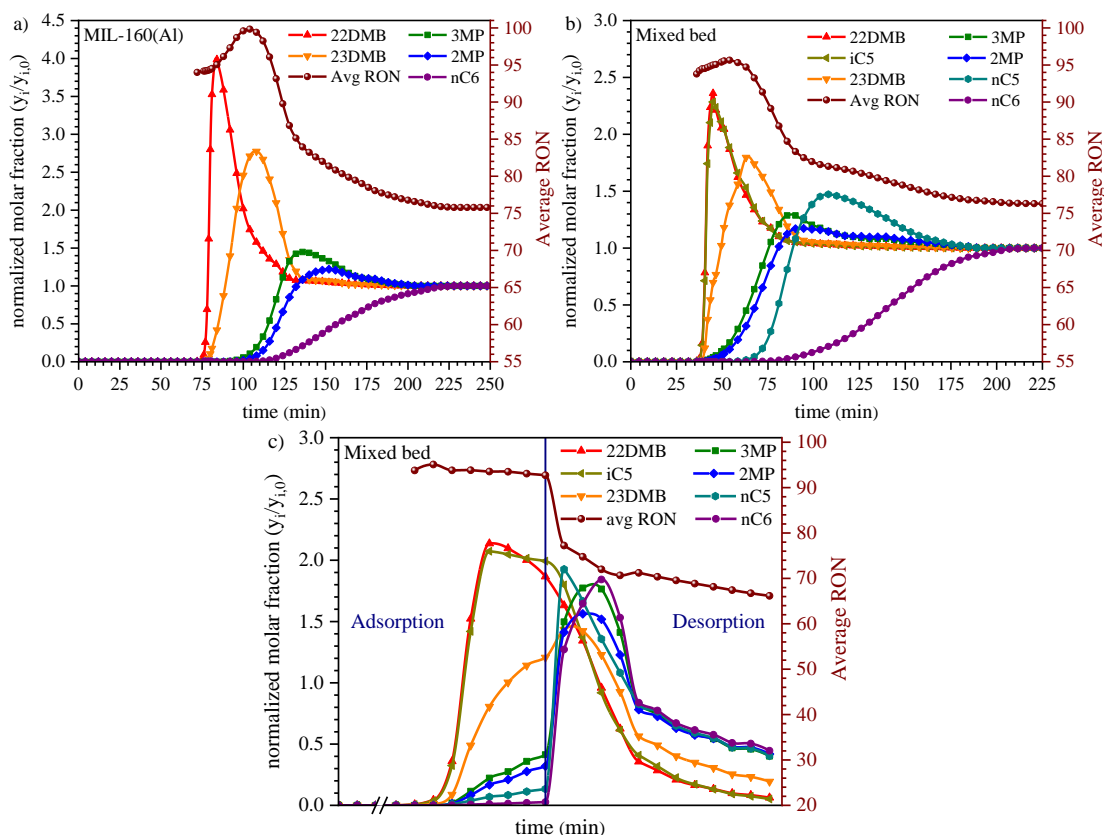 a)
MIL-160(Al)
22DMB
3MP
23DMB
2MP
Avg RON
nC6
normalized molar fraction (yi/yi,0)
4.5
4.0
3.5
3.0
2.5
2.0
1.5
1.0
0.5
0.0
0 25 50 75 100 125 150 175 200 225 250
time (min)
100
95
90
85
80
75
70
65
60
55
Average RON
b)
Mixed bed
22DMB
3MP
iC5
2MP
23DMB
nC5
Avg RON
nC6
normalized molar fraction (yi/yi,0)
3.0
2.5
2.0
1.5
1.0
0.5
0.0
0 25 50 75 100 125 150 175 200 225
time (min)
100
95
90
85
80
75
70
65
60
55
Average RON
c)
Mixed bed
22DMB
3MP
iC5
2MP
23DMB
nC5
avg RON
nC6
Adsorption
Desorption
normalized molar fraction (yi/yi,0)
3.0
2.5
2.0
1.5
1.0
0.5
0.0
time (min)
100
90
80
70
60
50
40
30
20
Average RON